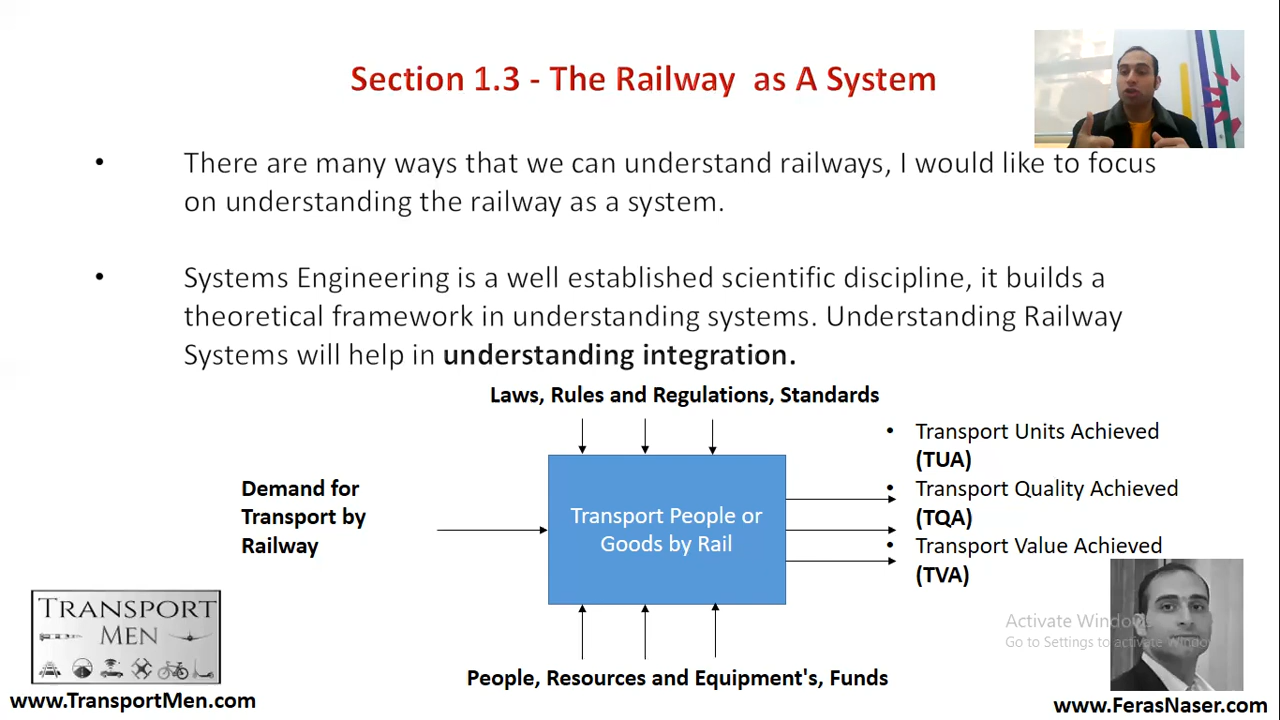 Section 1.3 - The Railway as A System
• There are many ways that we can understand railways, I would like to focus
on understanding the railway as a system.
• Systems Engineering is a well established scientific discipline, it builds a
theoretical framework in understanding systems. Understanding Railway
Systems will help in understanding integration.
Laws, Rules and Regulations, Standards
Demand for
Transport by
Railway
Transport People or
Goods by Rail
• Transport Units Achieved
(TUA)
• Transport Quality Achieved
(TQA)
• Transport Value Achieved
(TVA)
People, Resources and Equipment's, Funds
TRANSPORT
MEN
www.TransportMen.com
Activate Windows
Go to Settings to activate Windows
www.FerasNaser.com